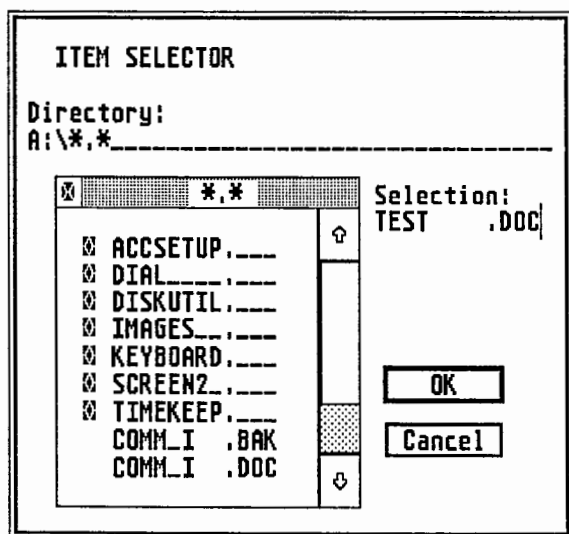 ITEM SELECTOR
Directory:
A:\*.*_______________________________
*.*
ACCSETUP.___
DIAL____.___
DISKUTIL.___
IMAGES__.___
KEYBOARD.___
SCREEN2_.___
TIMEKEEP.___
COMM_I  .BAK
COMM_I  .DOC
Selection:
TEST    .DOC
OK
Cancel